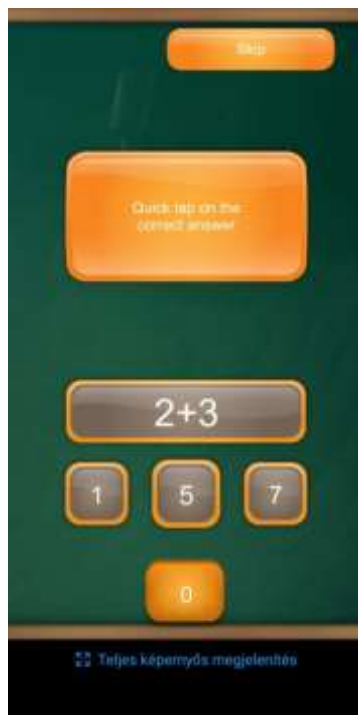 Skip
Quick tap on the
correct answer
2+3
1 5 7
0
Teljes képernyős megjelenítés